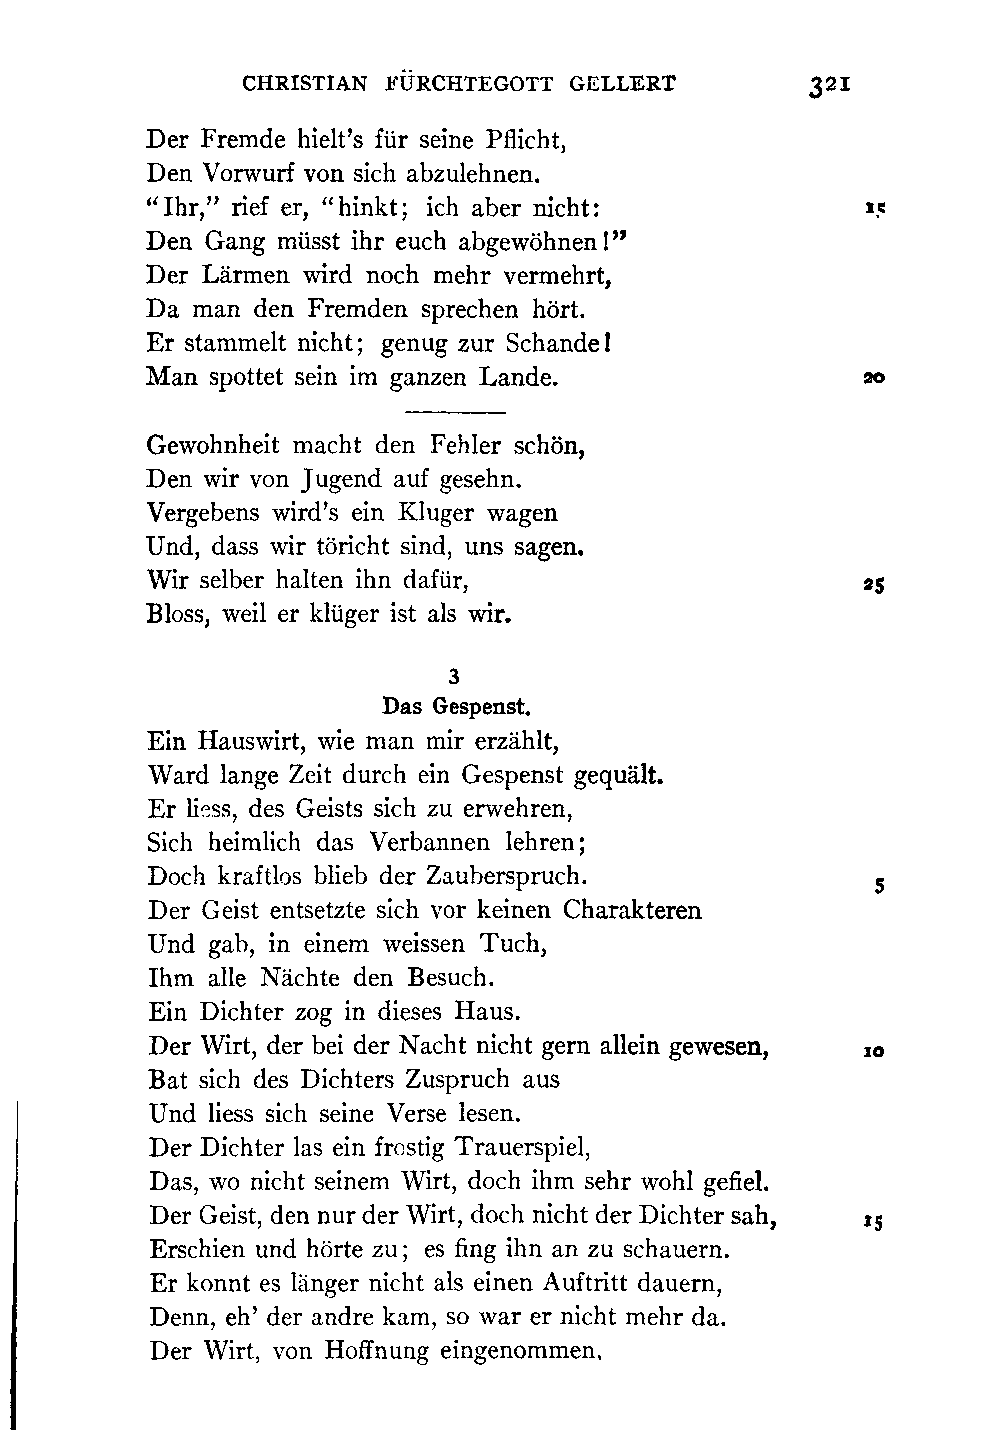 CHRISTIAN FÜRCHTEGOTT GELLERT 321
Der Fremde hielt's für seine Pflicht,
Den Vorwurf von sich abzulehnen.
“Ihr,” rief er, “hinkt; ich aber nicht: 15
Den Gang müsst ihr euch abgewöhnen!”
Der Lärmen wird noch mehr vermehrt,
Da man den Fremden sprechen hört.
Er stammelt nicht; genug zur Schande!
Man spottet sein im ganzen Lande. 20
Gewohnheit macht den Fehler schön,
Den wir von Jugend auf gesehn.
Vergebens wird's ein Kluger wagen
Und, dass wir töricht sind, uns sagen.
Wir selber halten ihn dafür, 25
Bloss, weil er klüger ist als wir.
3
Das Gespenst.
Ein Hauswirt, wie man mir erzählt,
Ward lange Zeit durch ein Gespenst gequält.
Er liess, des Geists sich zu erwehren,
Sich heimlich das Verbannen lehren;
Doch kraftlos blieb der Zauberspruch. 5
Der Geist entsetzte sich vor keinen Charakteren
Und gab, in einem weissen Tuch,
Ihm alle Nächte den Besuch.
Ein Dichter zog in dieses Haus.
Der Wirt, der bei der Nacht nicht gern allein gewesen, 10
Bat sich des Dichters Zuspruch aus
Und liess sich seine Verse lesen.
Der Dichter las ein frostig Trauerspiel,
Das, wo nicht seinem Wirt, doch ihm sehr wohl gefiel.
Der Geist, den nur der Wirt, doch nicht der Dichter sah, 15
Erschien und hörte zu; es fing ihn an zu schauern.
Er konnt es länger nicht als einen Auftritt dauern,
Denn, eh' der andre kam, so war er nicht mehr da.
Der Wirt, von Hoffnung eingenommen,